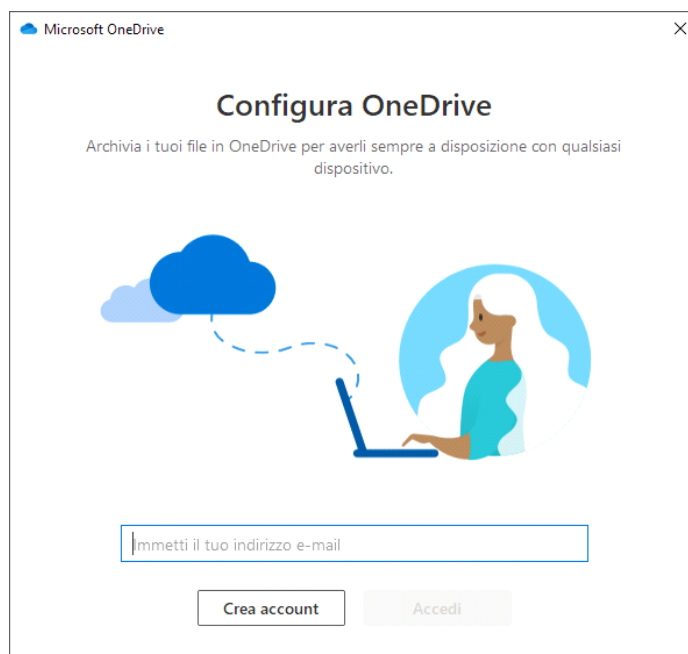 Microsoft OneDrive
Configura OneDrive
Archivia i tuoi file in OneDrive per averli sempre a disposizione con qualsiasi
dispositivo.
Immetti il tuo indirizzo e-mail
Crea account
Accedi